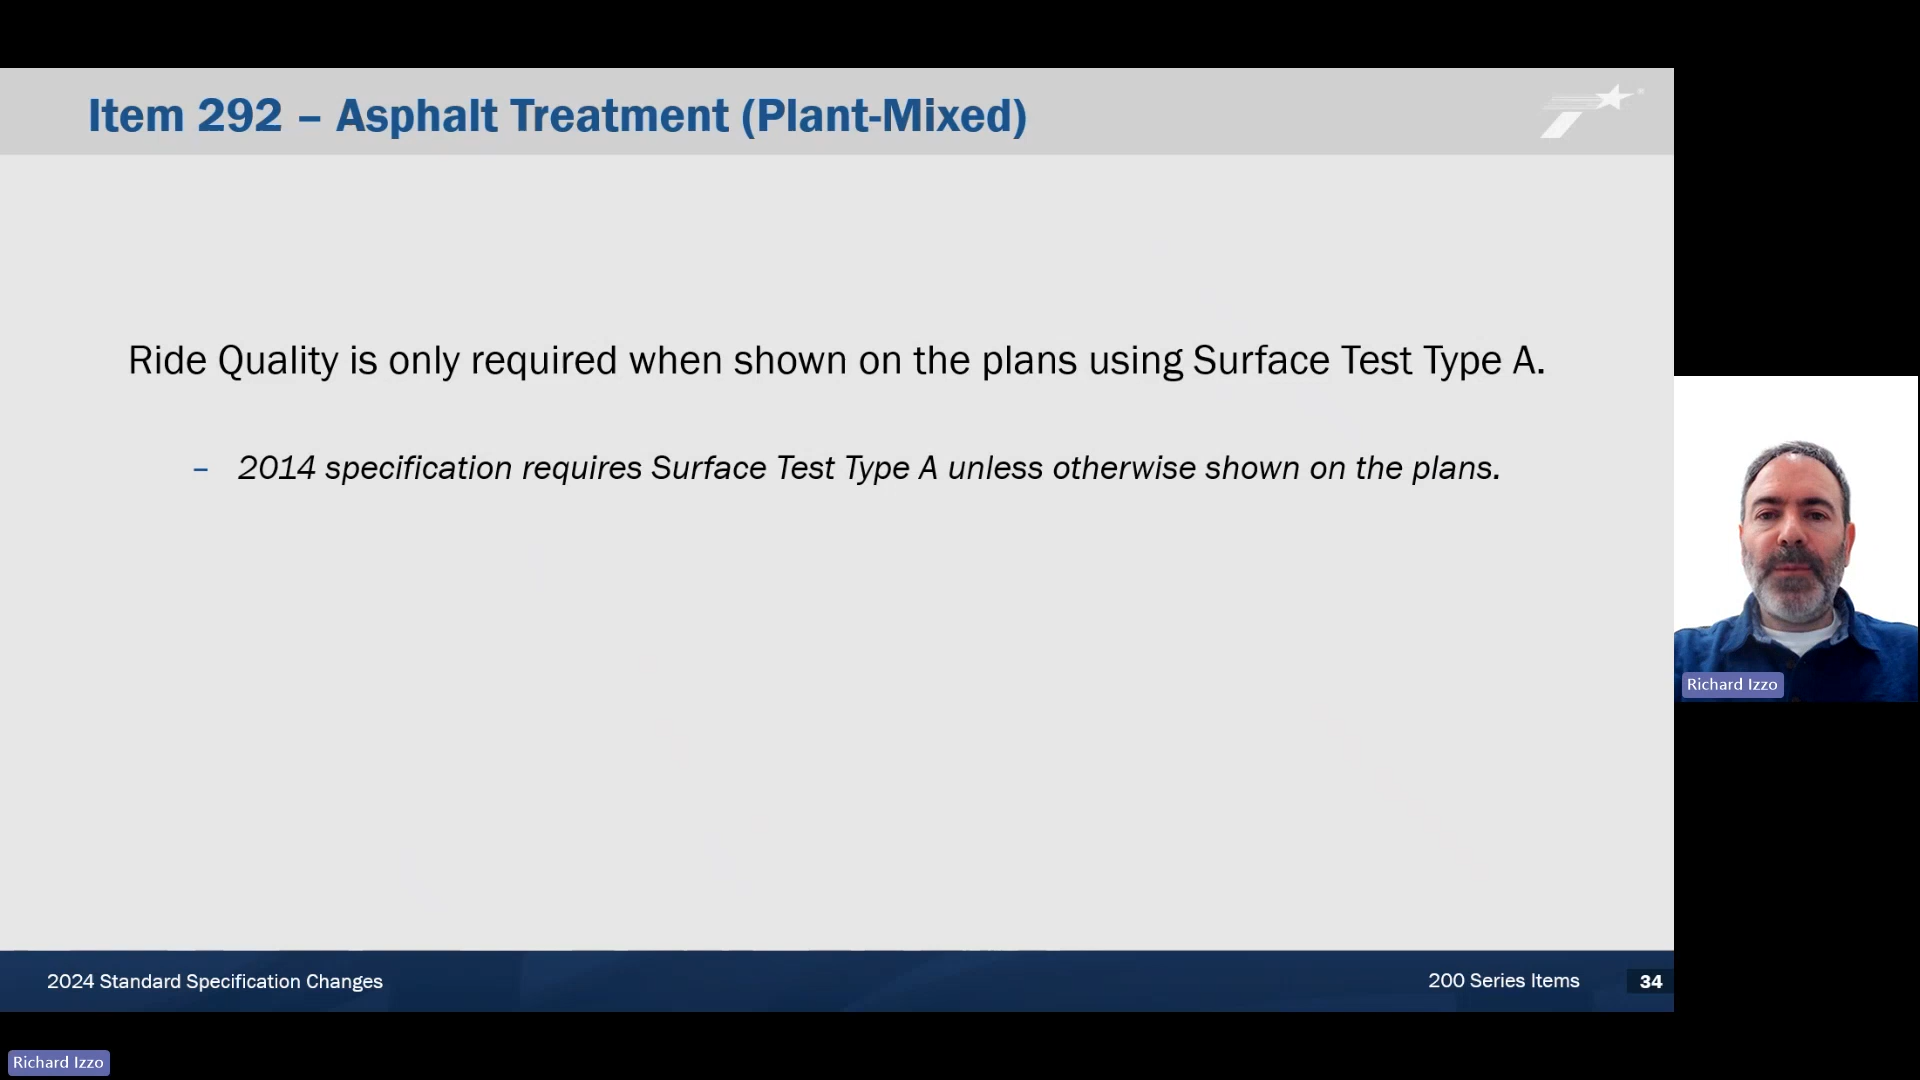 Item 292 – Asphalt Treatment (Plant-Mixed)
Ride Quality is only required when shown on the plans using Surface Test Type A.
– 2014 specification requires Surface Test Type A unless otherwise shown on the plans.
Richard Izzo
2024 Standard Specification Changes
200 Series Items
34
Richard Izzo